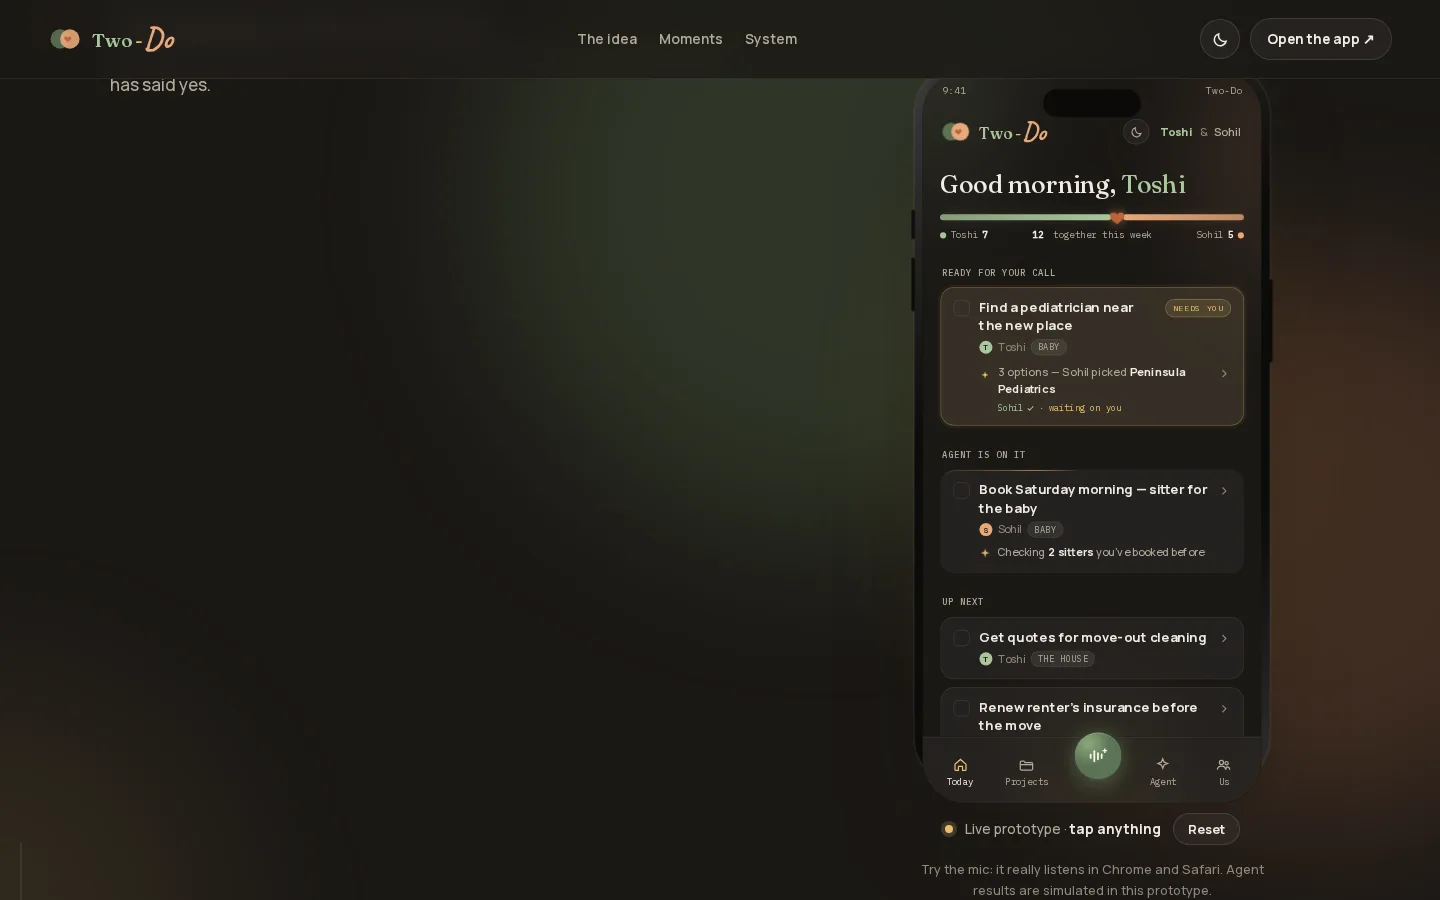 Two-Do
The idea Moments System
Open the app ↗
has said yes.
9:41 Two-Do
Two-Do Toshi & Sohil
Good morning, Toshi
Toshi 7 12 together this week Sohil 5
READY FOR YOUR CALL
Find a pediatrician near NEEDS YOU
the new place
T Toshi BABY
3 options — Sohil picked Peninsula
Pediatrics
Sohil ✓ · waiting on you
AGENT IS ON IT
Book Saturday morning — sitter for
the baby
S Sohil BABY
Checking 2 sitters you've booked before
UP NEXT
Get quotes for move-out cleaning
T Toshi THE HOUSE
Renew renter's insurance before
the move
Today Projects Agent Us
Live prototype · tap anything Reset
Try the mic: it really listens in Chrome and Safari. Agent
results are simulated in this prototype.